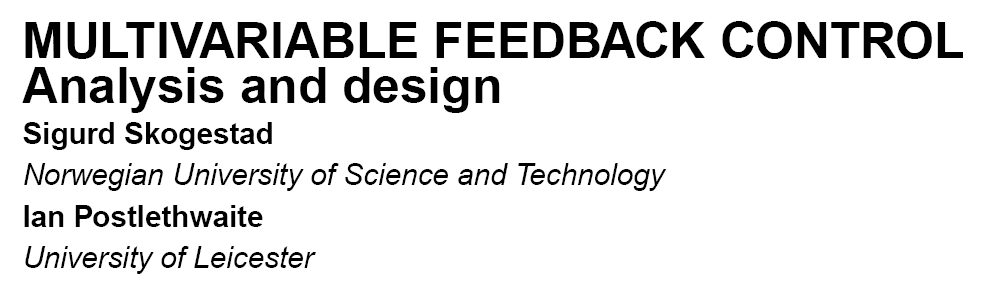 MULTIVARIABLE FEEDBACK CONTROL
Analysis and design
Sigurd Skogestad
Norwegian University of Science and Technology
Ian Postlethwaite
University of Leicester